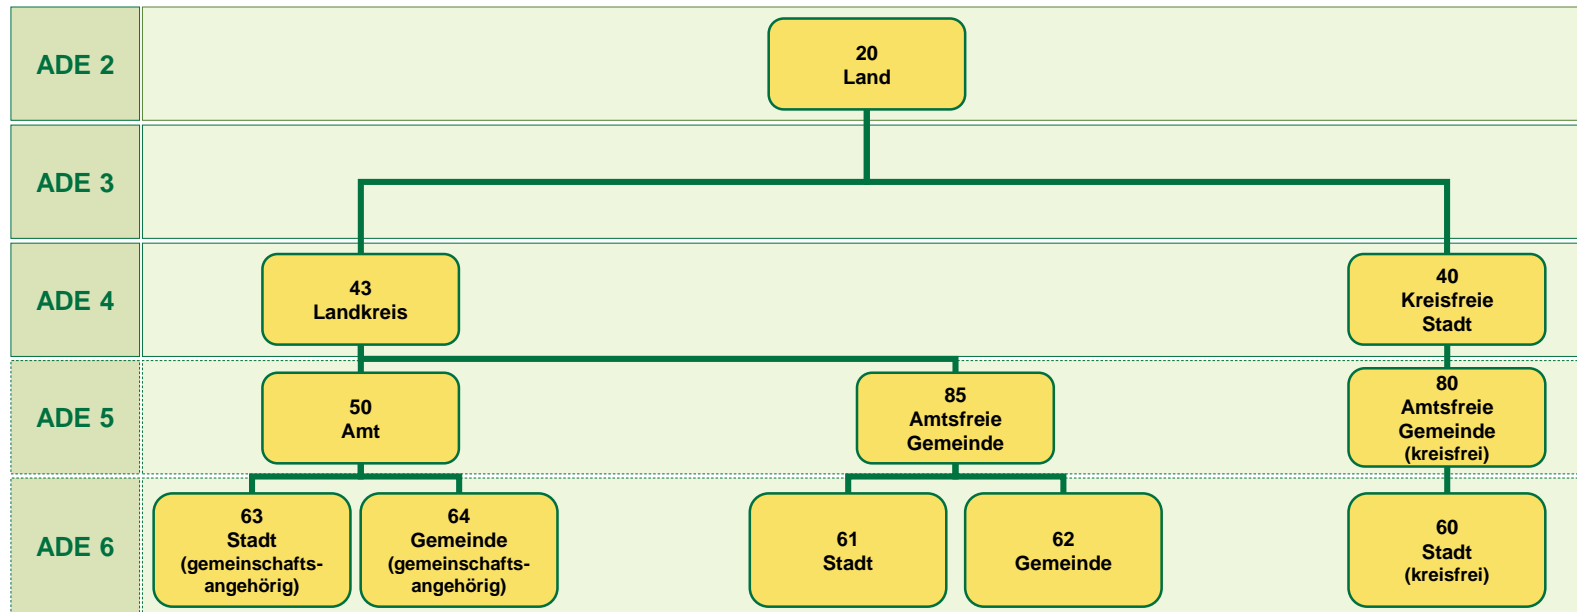 ADE 2
20
Land
ADE 3
ADE 4
43
Landkreis
40
Kreisfreie
Stadt
ADE 5
50
Amt
85
Amtsfreie
Gemeinde
80
Amtsfreie
Gemeinde
(kreisfrei)
ADE 6
63
Stadt
(gemeinschafts-
angehörig)
64
Gemeinde
(gemeinschafts-
angehörig)
61
Stadt
62
Gemeinde
60
Stadt
(kreisfrei)